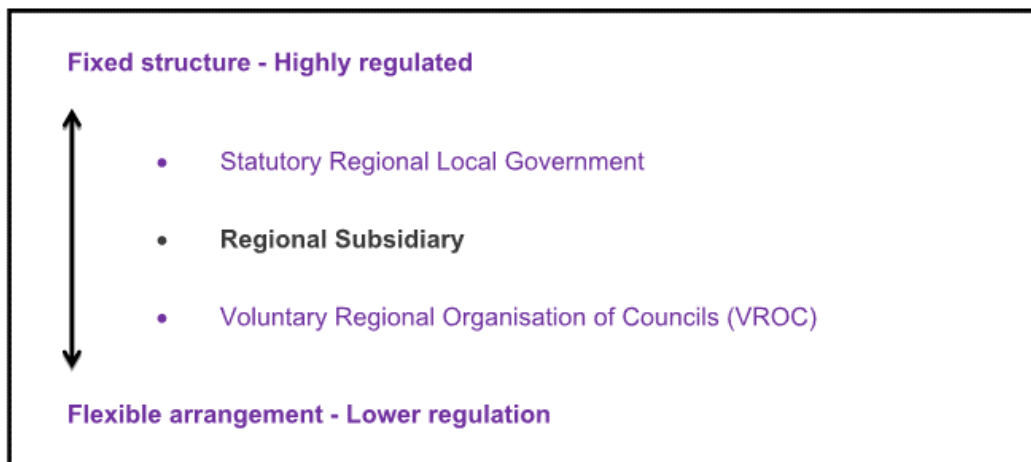 Fixed structure - Highly regulated
• Statutory Regional Local Government
• Regional Subsidiary
• Voluntary Regional Organisation of Councils (VROC)
Flexible arrangement - Lower regulation